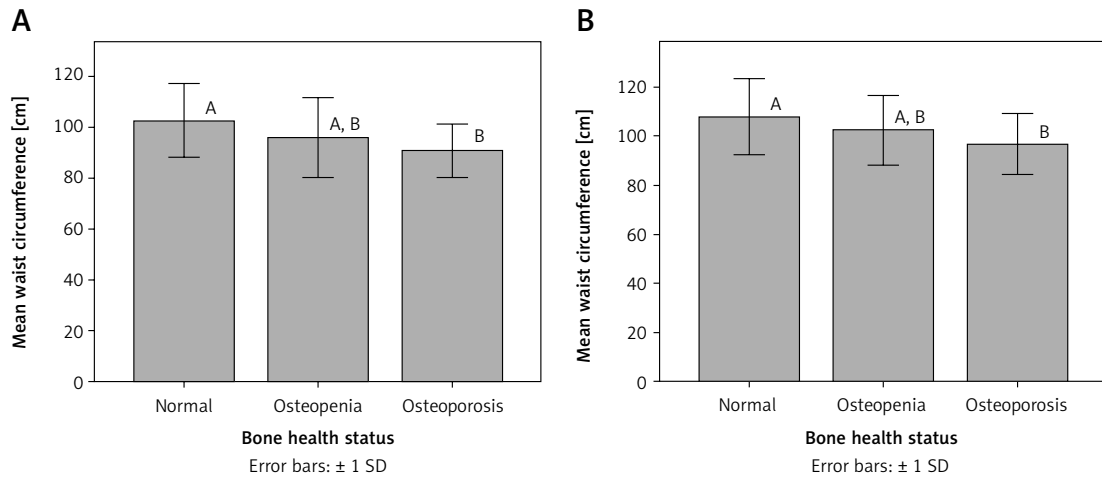 A
Mean waist circumference [cm]
120
100
80
60
40
20
0
A
A, B
B
Normal
Osteopenia
Osteoporosis
Bone health status
Error bars: ± 1 SD
B
Mean waist circumference [cm]
120
100
80
60
40
20
0
A
A, B
B
Normal
Osteopenia
Osteoporosis
Bone health status
Error bars: ± 1 SD